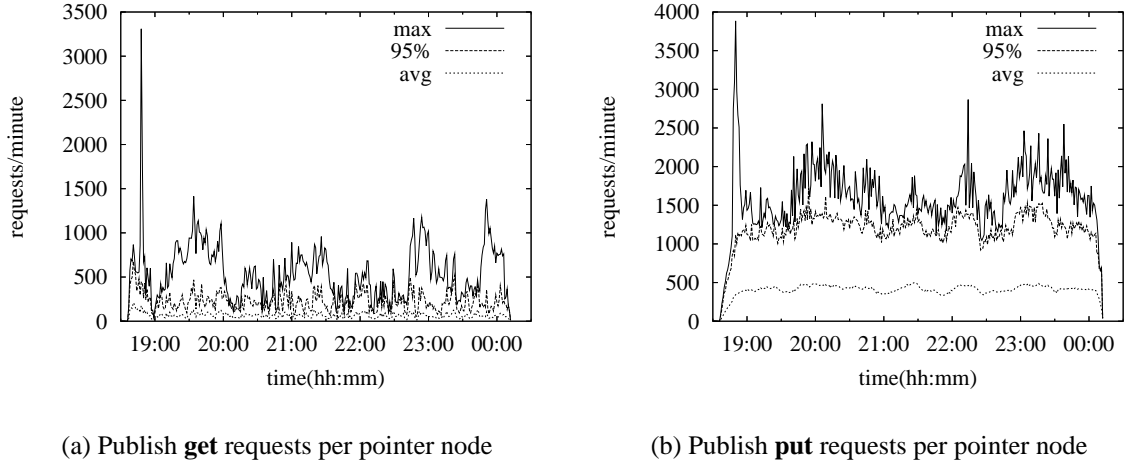 3500
3000
2500
2000
1500
1000
500
0
requests/minute
max
95%
avg
19:00 20:00 21:00 22:00 23:00 00:00
time(hh:mm)
(a) Publish get requests per pointer node
4000
3500
3000
2500
2000
1500
1000
500
0
requests/minute
max
95%
avg
19:00 20:00 21:00 22:00 23:00 00:00
time(hh:mm)
(b) Publish put requests per pointer node